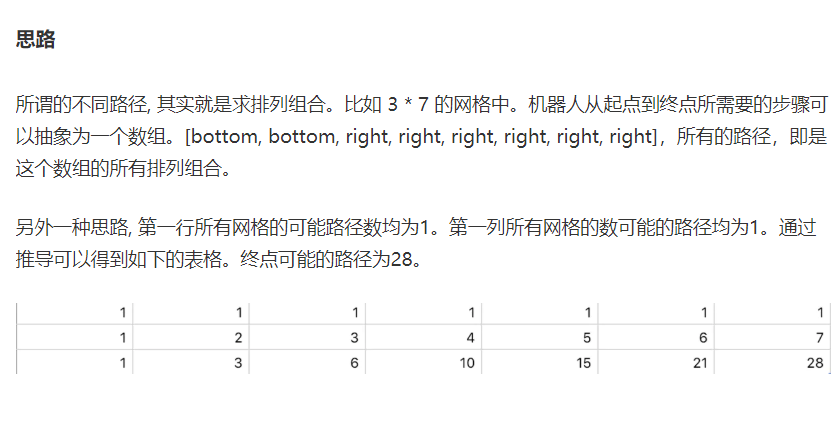 思路
所谓的不同路径, 其实就是求排列组合。比如 3 * 7 的网格中。机器人从起点到终点所需要的步骤可
以抽象为一个数组。[bottom, bottom, right, right, right, right, right, right]，所有的路径，即是
这个数组的所有排列组合。
另外一种思路, 第一行所有网格的可能路径数均为1。第一列所有网格的数可能的路径均为1。通过
推导可以得到如下的表格。终点可能的路径为28。
1 1 1 1 1 1 1
1 2 3 4 5 6 7
1 3 6 10 15 21 28